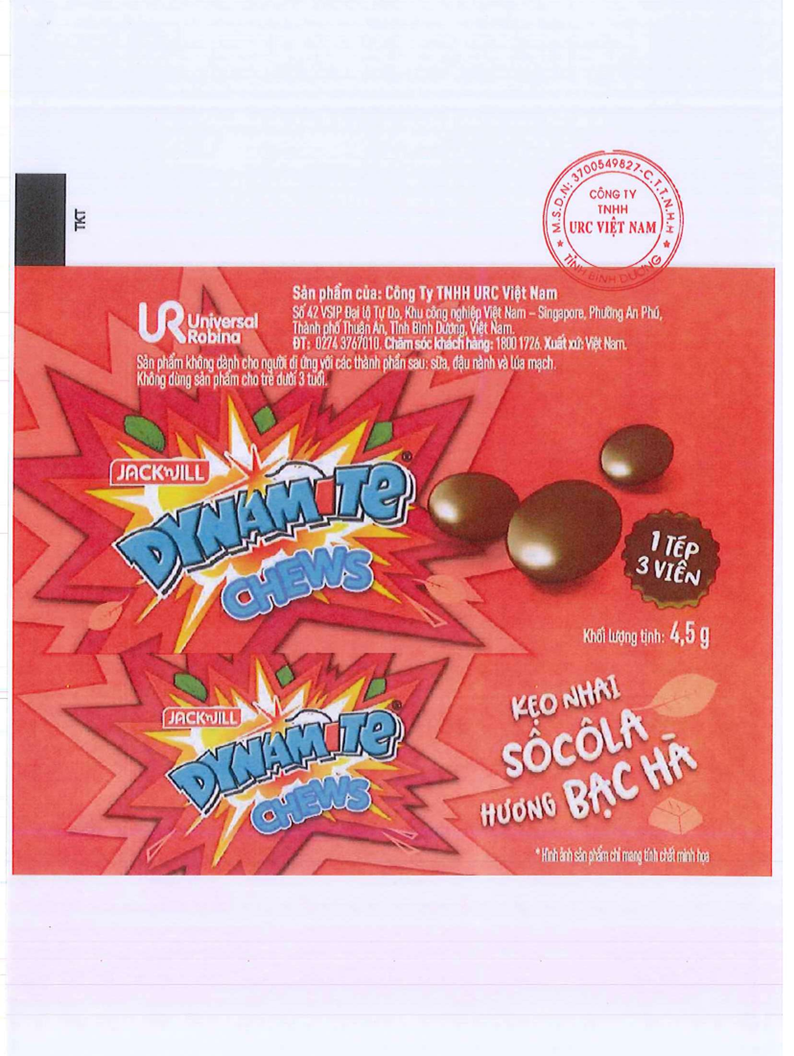 M.S.D.N: 3700549827-C.T.T.N.H.H
CÔNG TY
TNHH
URC VIỆT NAM
TỈNH BÌNH DƯƠNG
TKT
UR Universal
Robina
Sản phẩm của: Công Ty TNHH URC Việt Nam
Số 42 VSIP Đại lộ Tự Do, Khu công nghiệp Việt Nam – Singapore, Phường An Phú,
Thành phố Thuận An, Tỉnh Bình Dương, Việt Nam.
ĐT: 0274 3767010. Chăm sóc khách hàng: 1800 1726. Xuất xứ: Việt Nam.
Sản phẩm không dành cho người dị ứng với các thành phần sau: sữa, đậu nành và lúa mạch.
Không dùng sản phẩm cho trẻ dưới 3 tuổi.
JACK 'n JILL
DYNAMITE®
CHEWS
1 TÉP
3 VIÊN
Khối lượng tịnh: 4,5 g
JACK 'n JILL
DYNAMITE®
CHEWS
KẸO NHAI
SÔCÔLA
HƯƠNG BẠC HÀ
* Hình ảnh sản phẩm chỉ mang tính chất minh họa